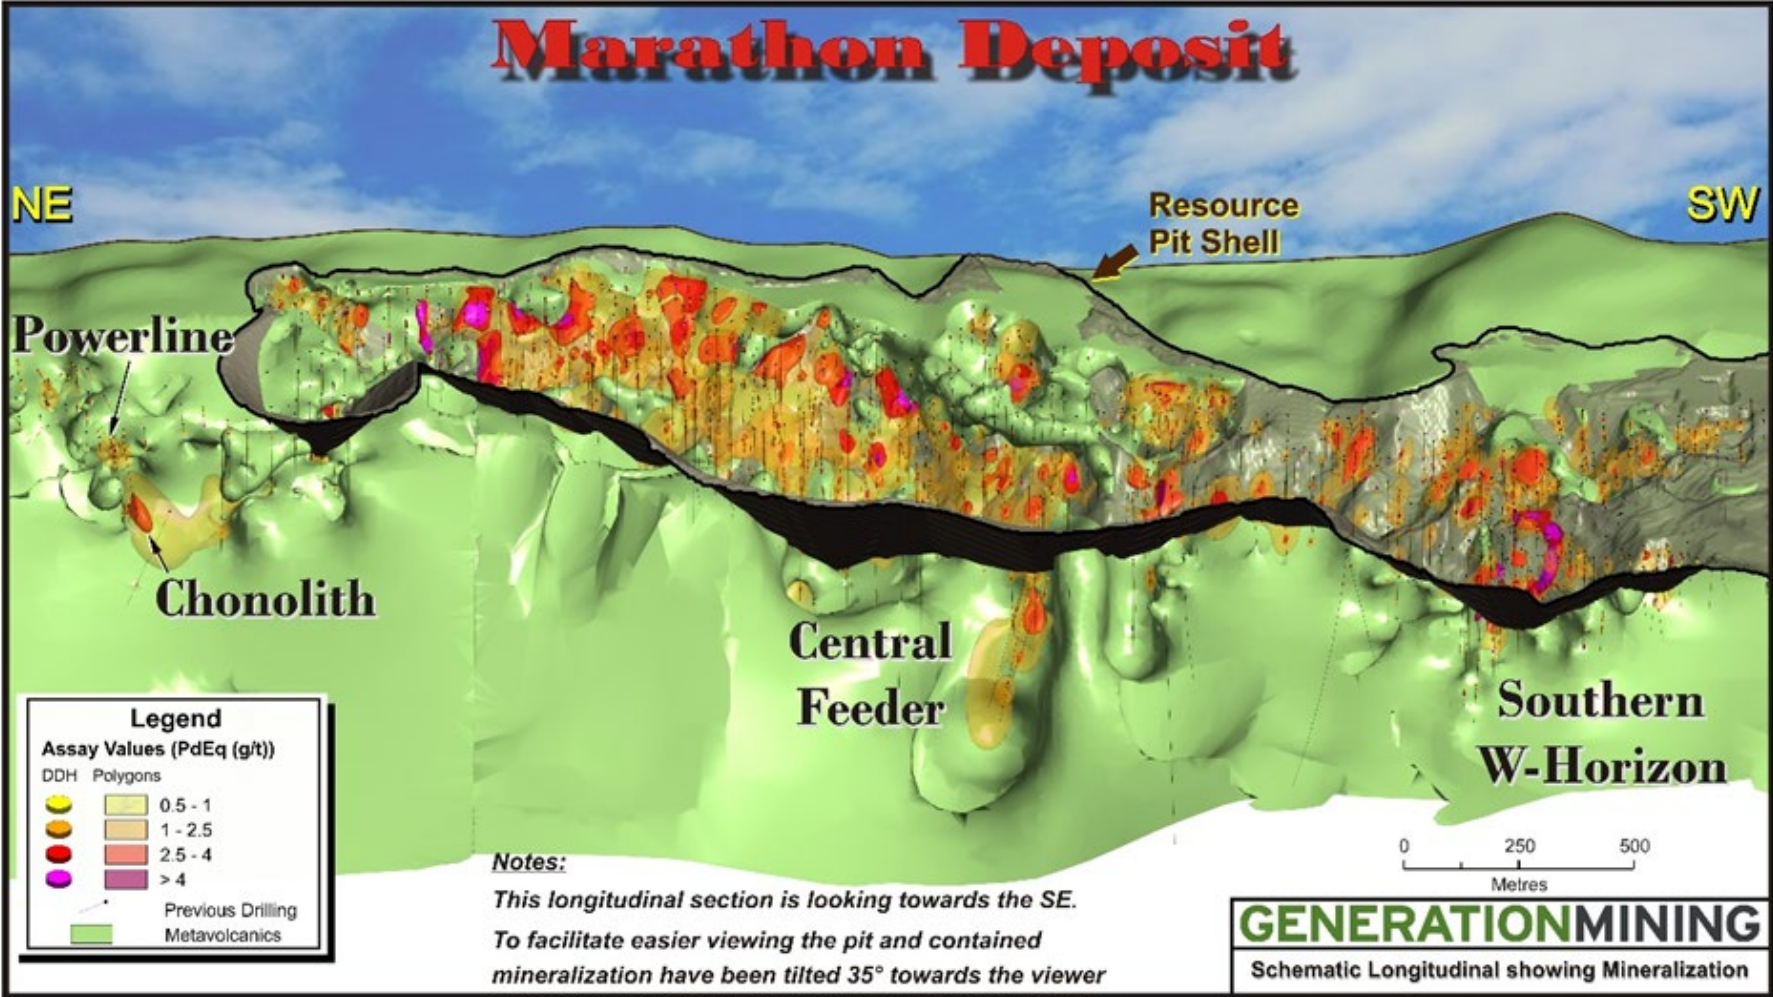 Marathon Deposit
NE
SW
Resource
Pit Shell
Powerline
Chonolith
Central
Feeder
Southern
W-Horizon
Legend
Assay Values (PdEq (g/t))
DDH Polygons
0.5 - 1
1 - 2.5
2.5 - 4
> 4
Previous Drilling
Metavolcanics
Notes:
This longitudinal section is looking towards the SE.
To facilitate easier viewing the pit and contained
mineralization have been tilted 35° towards the viewer
0 250 500
Metres
GENERATIONMINING
Schematic Longitudinal showing Mineralization